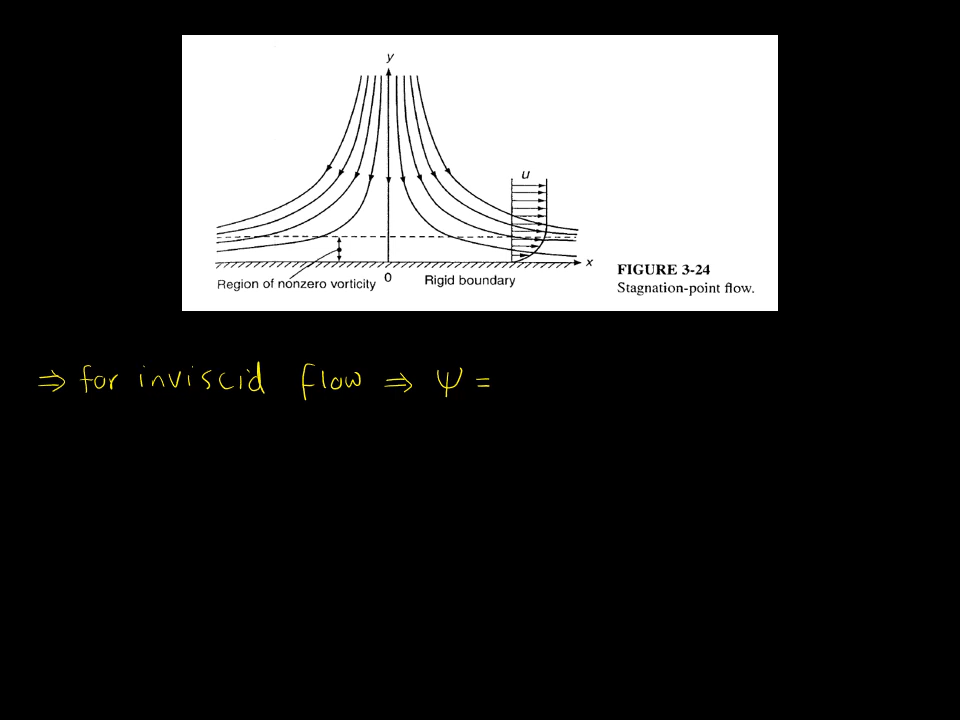 y
u
x
Region of nonzero vorticity 0 Rigid boundary
FIGURE 3-24
Stagnation-point flow.
⇒ for inviscid flow ⇒ ψ =